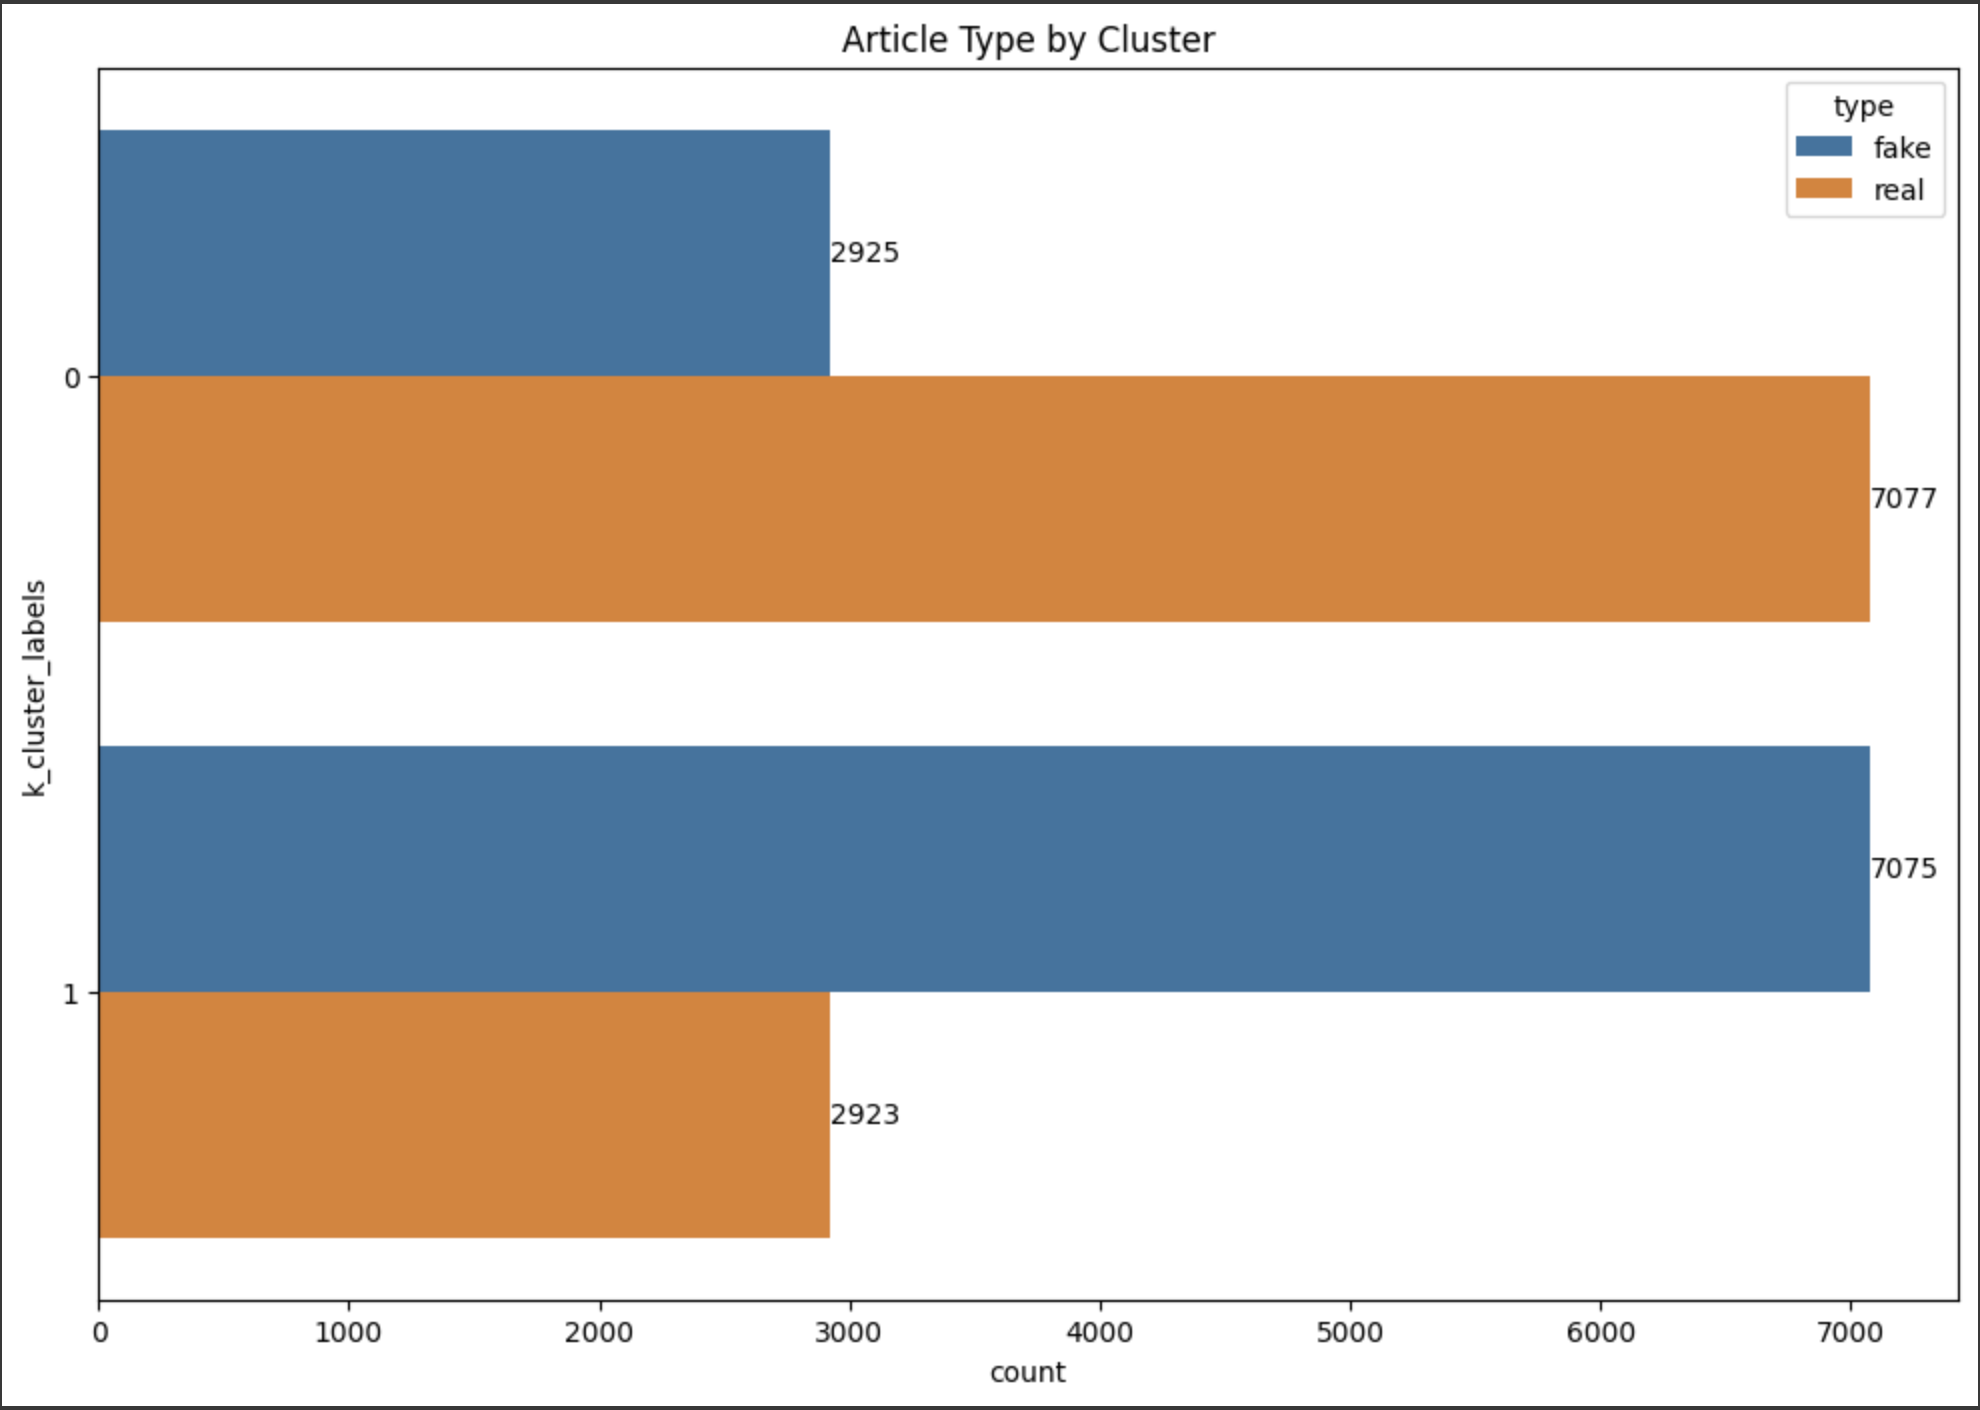 Article Type by Cluster
type
fake
real
2925
0
7077
k_cluster_labels
7075
1
2923
0 1000 2000 3000 4000 5000 6000 7000
count